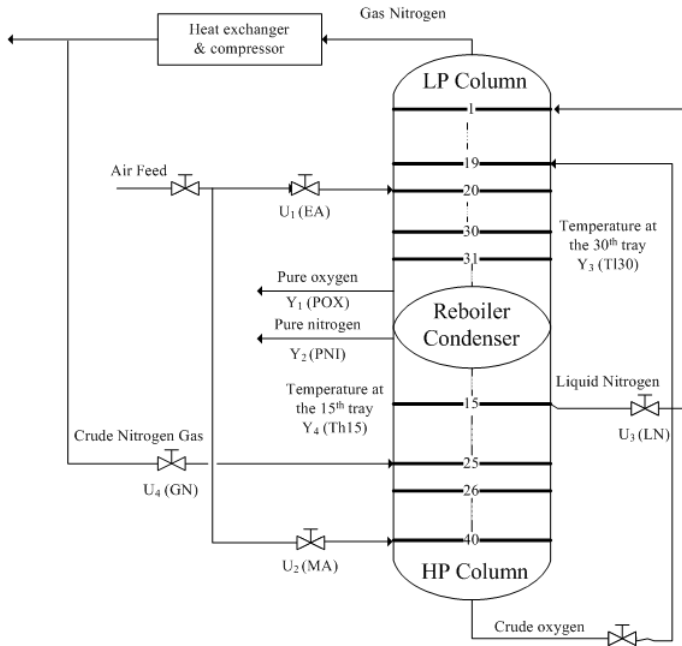 Gas Nitrogen
Heat exchanger
& compressor
LP Column
1
19
Air Feed
20
U₁ (EA)
30
Temperature at
the 30ᵗʰ tray
Y₃ (Tl30)
31
Pure oxygen
Y₁ (POX)
Reboiler
Condenser
Pure nitrogen
Y₂ (PNI)
Temperature at
the 15ᵗʰ tray
Y₄ (Th15)
15
Liquid Nitrogen
U₃ (LN)
Crude Nitrogen Gas
25
U₄ (GN)
26
40
U₂ (MA)
HP Column
Crude oxygen